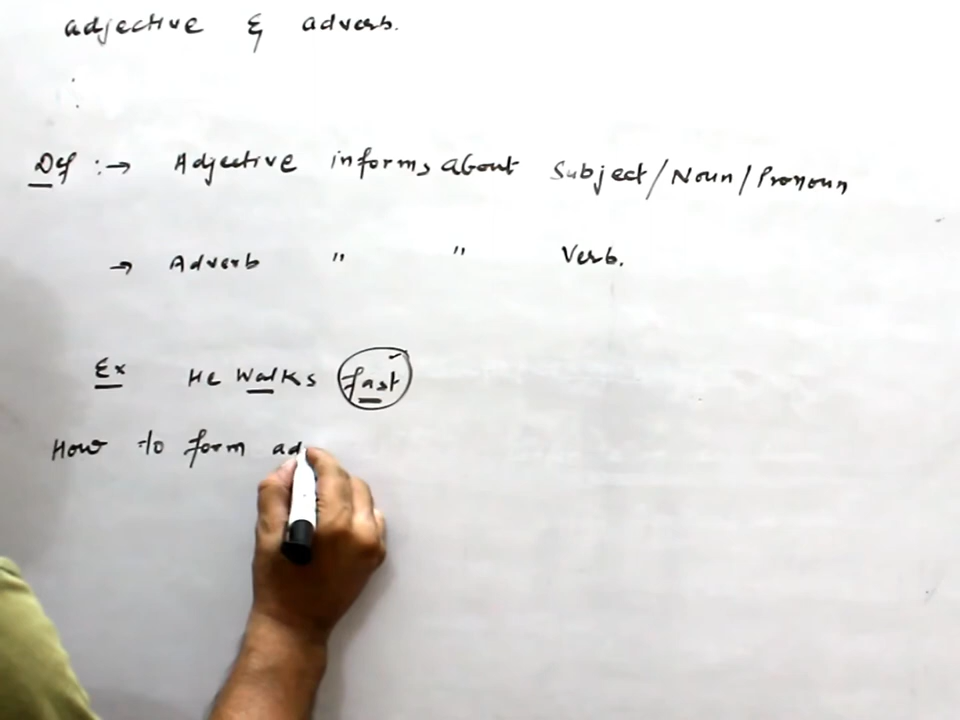 adjective & adverb.
Def :→ Adjective informs about Subject/Noun/Pronoun
→ Adverb " " Verb.
Ex He walks fast
How to form ad